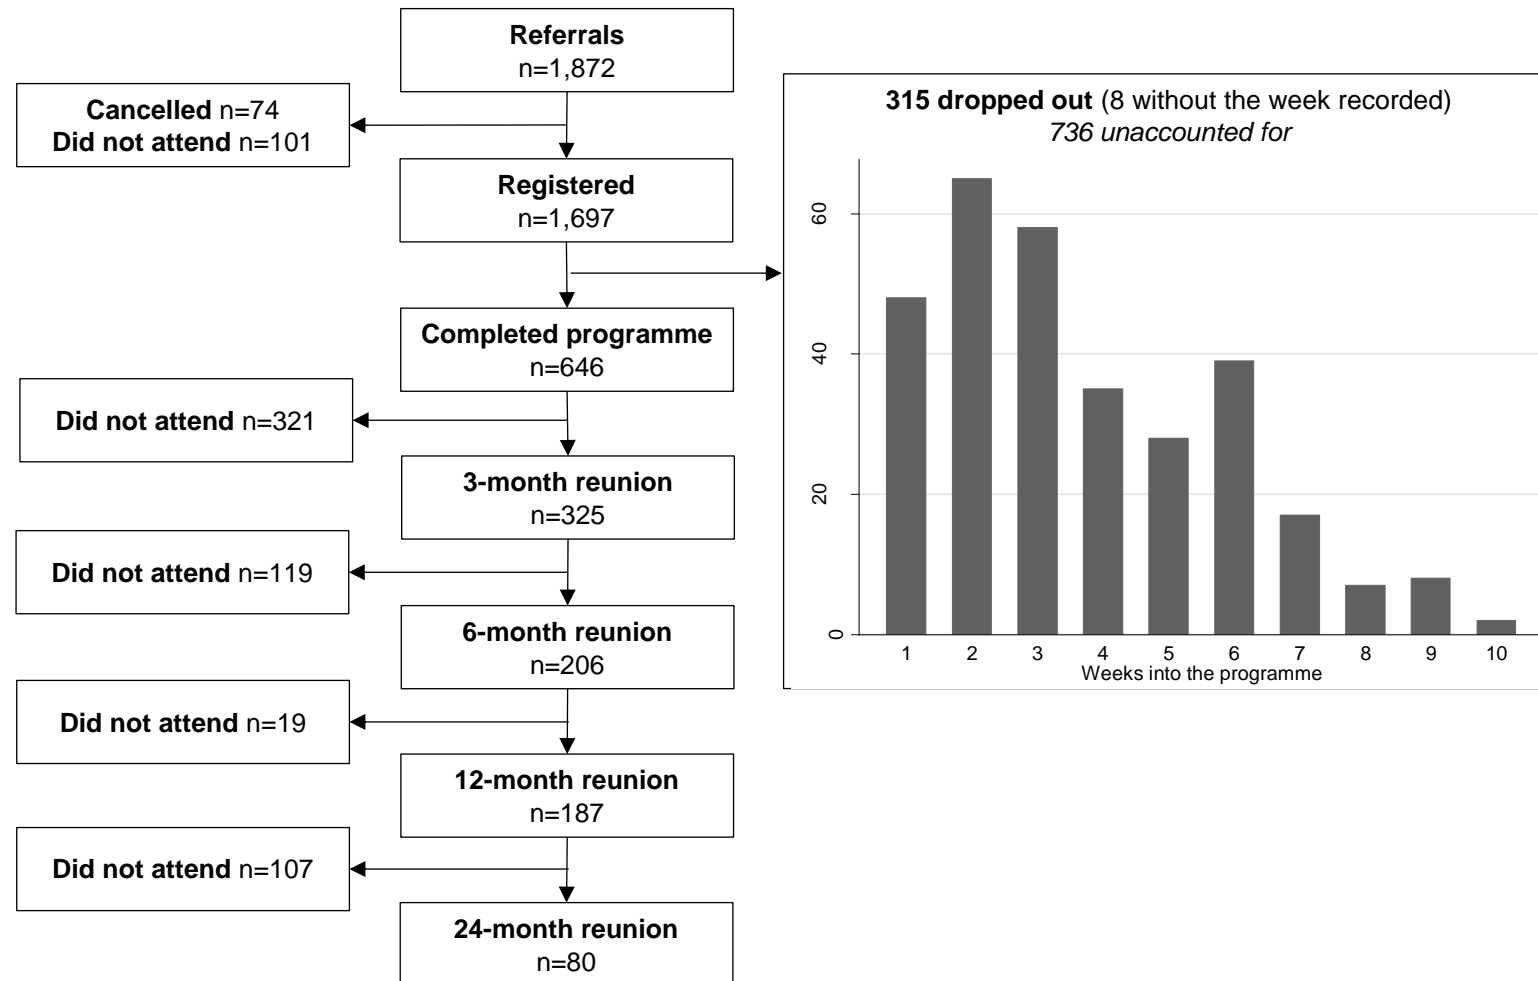 Referrals
n=1,872
Cancelled n=74
Did not attend n=101
Registered
n=1,697
315 dropped out (8 without the week recorded)
736 unaccounted for
60
40
20
0
1 2 3 4 5 6 7 8 9 10
Weeks into the programme
Completed programme
n=646
Did not attend n=321
3-month reunion
n=325
Did not attend n=119
6-month reunion
n=206
Did not attend n=19
12-month reunion
n=187
Did not attend n=107
24-month reunion
n=80